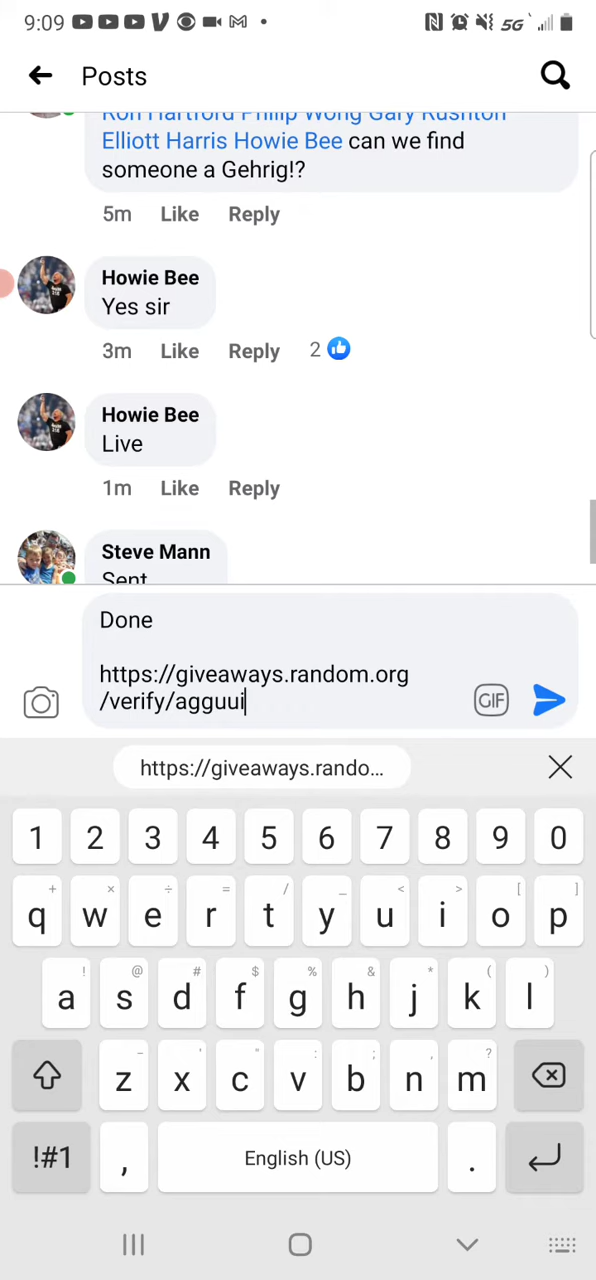 9:09
5G
Posts
Ron Hartford Philip Wong Gary Rushton
Elliott Harris Howie Bee can we find
someone a Gehrig!?
5m Like Reply
Howie Bee
Yes sir
3m Like Reply 2
Howie Bee
Live
1m Like Reply
Steve Mann
Sent
Done
https://giveaways.random.org
/verify/agguui
GIF
https://giveaways.rando...
1 2 3 4 5 6 7 8 9 0
+ × ÷ = / _ < > [ ]
q w e r t y u i o p
! @ # $ % & * ( )
a s d f g h j k l
- ' " : ; , ?
z x c v b n m
!#1 , English (US) .